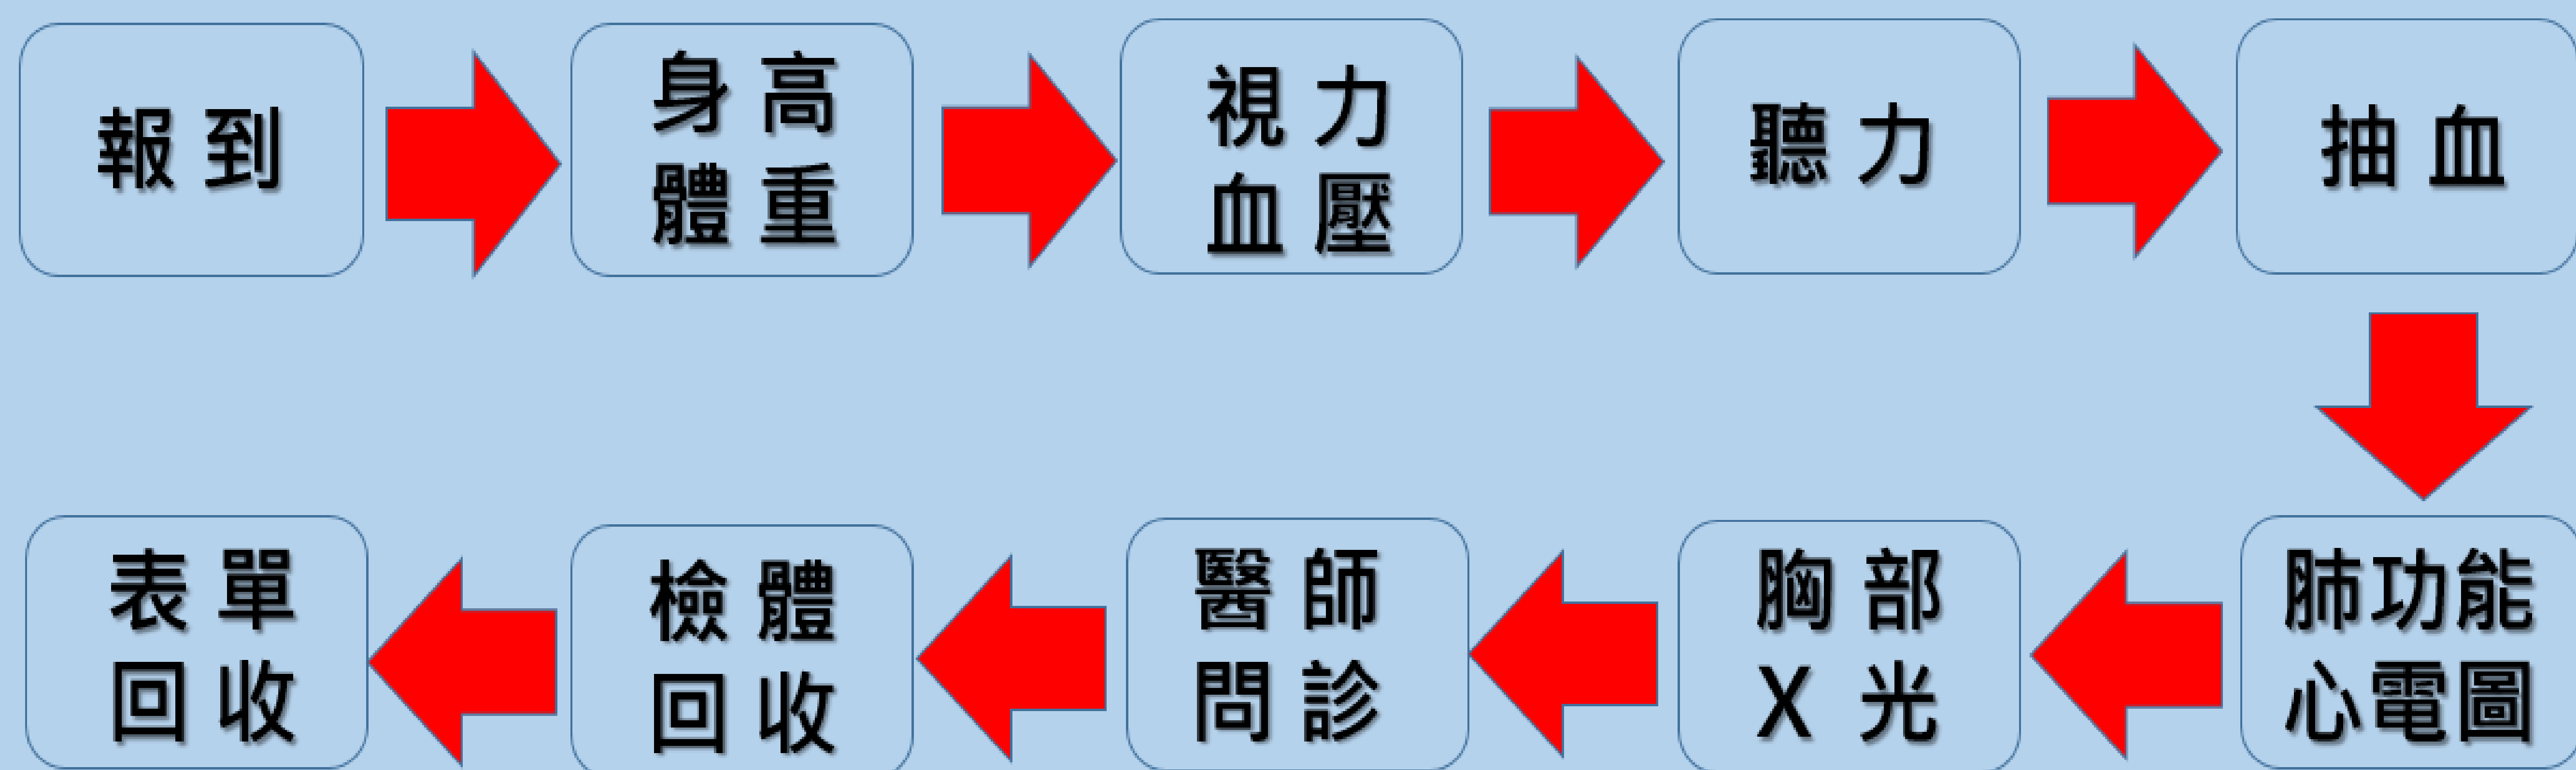 報到
身高
體重
視力
血壓
聽力
抽血
肺功能
心電圖
胸部
X光
醫師
問診
檢體
回收
表單
回收